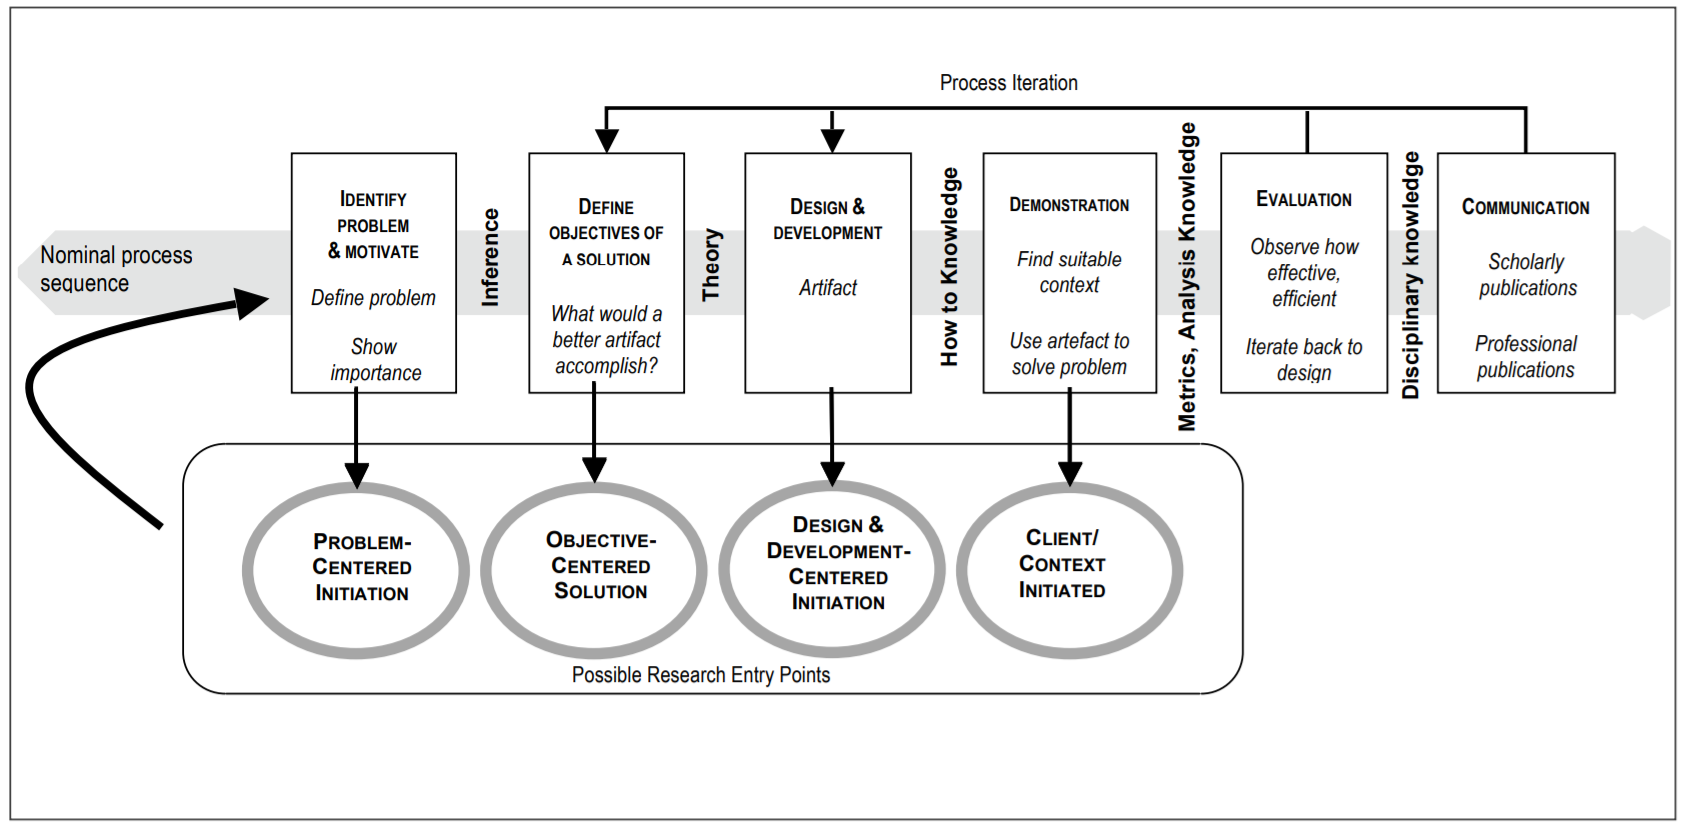 Process Iteration
Nominal process
sequence
IDENTIFY
PROBLEM
& MOTIVATE
Define problem
Show
importance
Inference
DEFINE
OBJECTIVES OF
A SOLUTION
What would a
better artifact
accomplish?
Theory
DESIGN &
DEVELOPMENT
Artifact
How to Knowledge
DEMONSTRATION
Find suitable
context
Use artefact to
solve problem
Metrics, Analysis Knowledge
EVALUATION
Observe how
effective,
efficient
Iterate back to
design
Disciplinary knowledge
COMMUNICATION
Scholarly
publications
Professional
publications
PROBLEM-
CENTERED
INITIATION
OBJECTIVE-
CENTERED
SOLUTION
DESIGN &
DEVELOPMENT-
CENTERED
INITIATION
CLIENT/
CONTEXT
INITIATED
Possible Research Entry Points